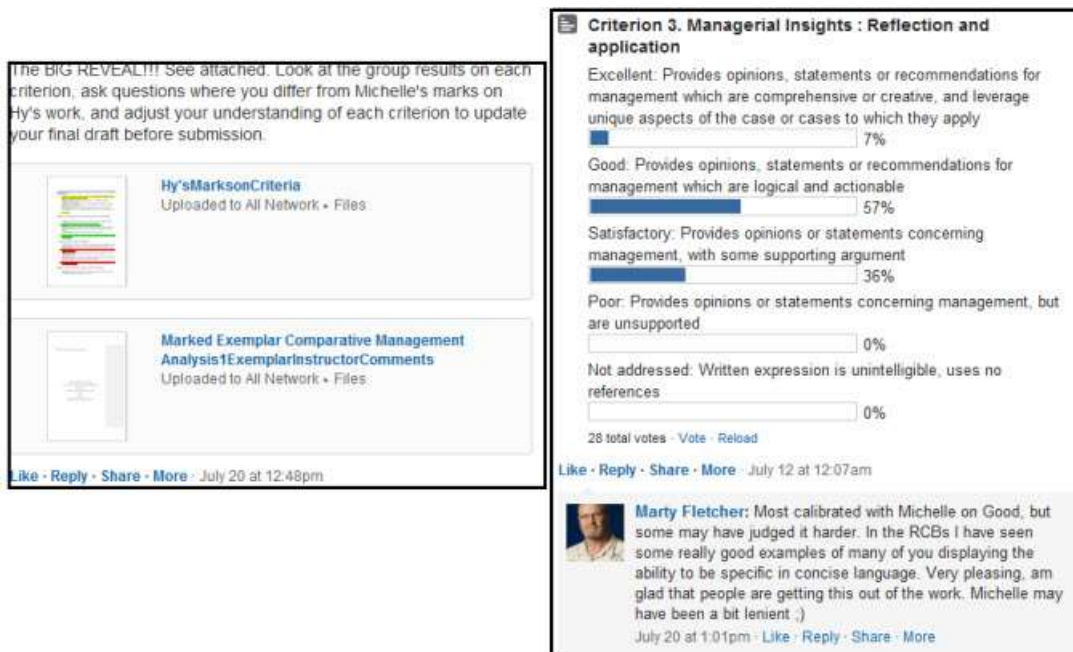 The BIG REVEAL!!! See attached. Look at the group results on each
criterion, ask questions where you differ from Michelle's marks on
Hy's work, and adjust your understanding of each criterion to update
your final draft before submission.
Hy'sMarksonCriteria
Uploaded to All Network • Files
Marked Exemplar Comparative Management
Analysis1ExemplarInstructorComments
Uploaded to All Network • Files
Like · Reply · Share · More · July 20 at 12:48pm
Criterion 3. Managerial Insights : Reflection and
application
Excellent: Provides opinions, statements or recommendations for
management which are comprehensive or creative, and leverage
unique aspects of the case or cases to which they apply
7%
Good: Provides opinions, statements or recommendations for
management which are logical and actionable
57%
Satisfactory: Provides opinions or statements concerning
management, with some supporting argument
36%
Poor: Provides opinions or statements concerning management, but
are unsupported
0%
Not addressed: Written expression is unintelligible, uses no
references
0%
28 total votes · Vote · Reload
Like · Reply · Share · More · July 12 at 12:07am
Marty Fletcher: Most calibrated with Michelle on Good, but
some may have judged it harder. In the RCBs I have seen
some really good examples of many of you displaying the
ability to be specific in concise language. Very pleasing, am
glad that people are getting this out of the work. Michelle may
have been a bit lenient ;)
July 20 at 1:01pm · Like · Reply · Share · More